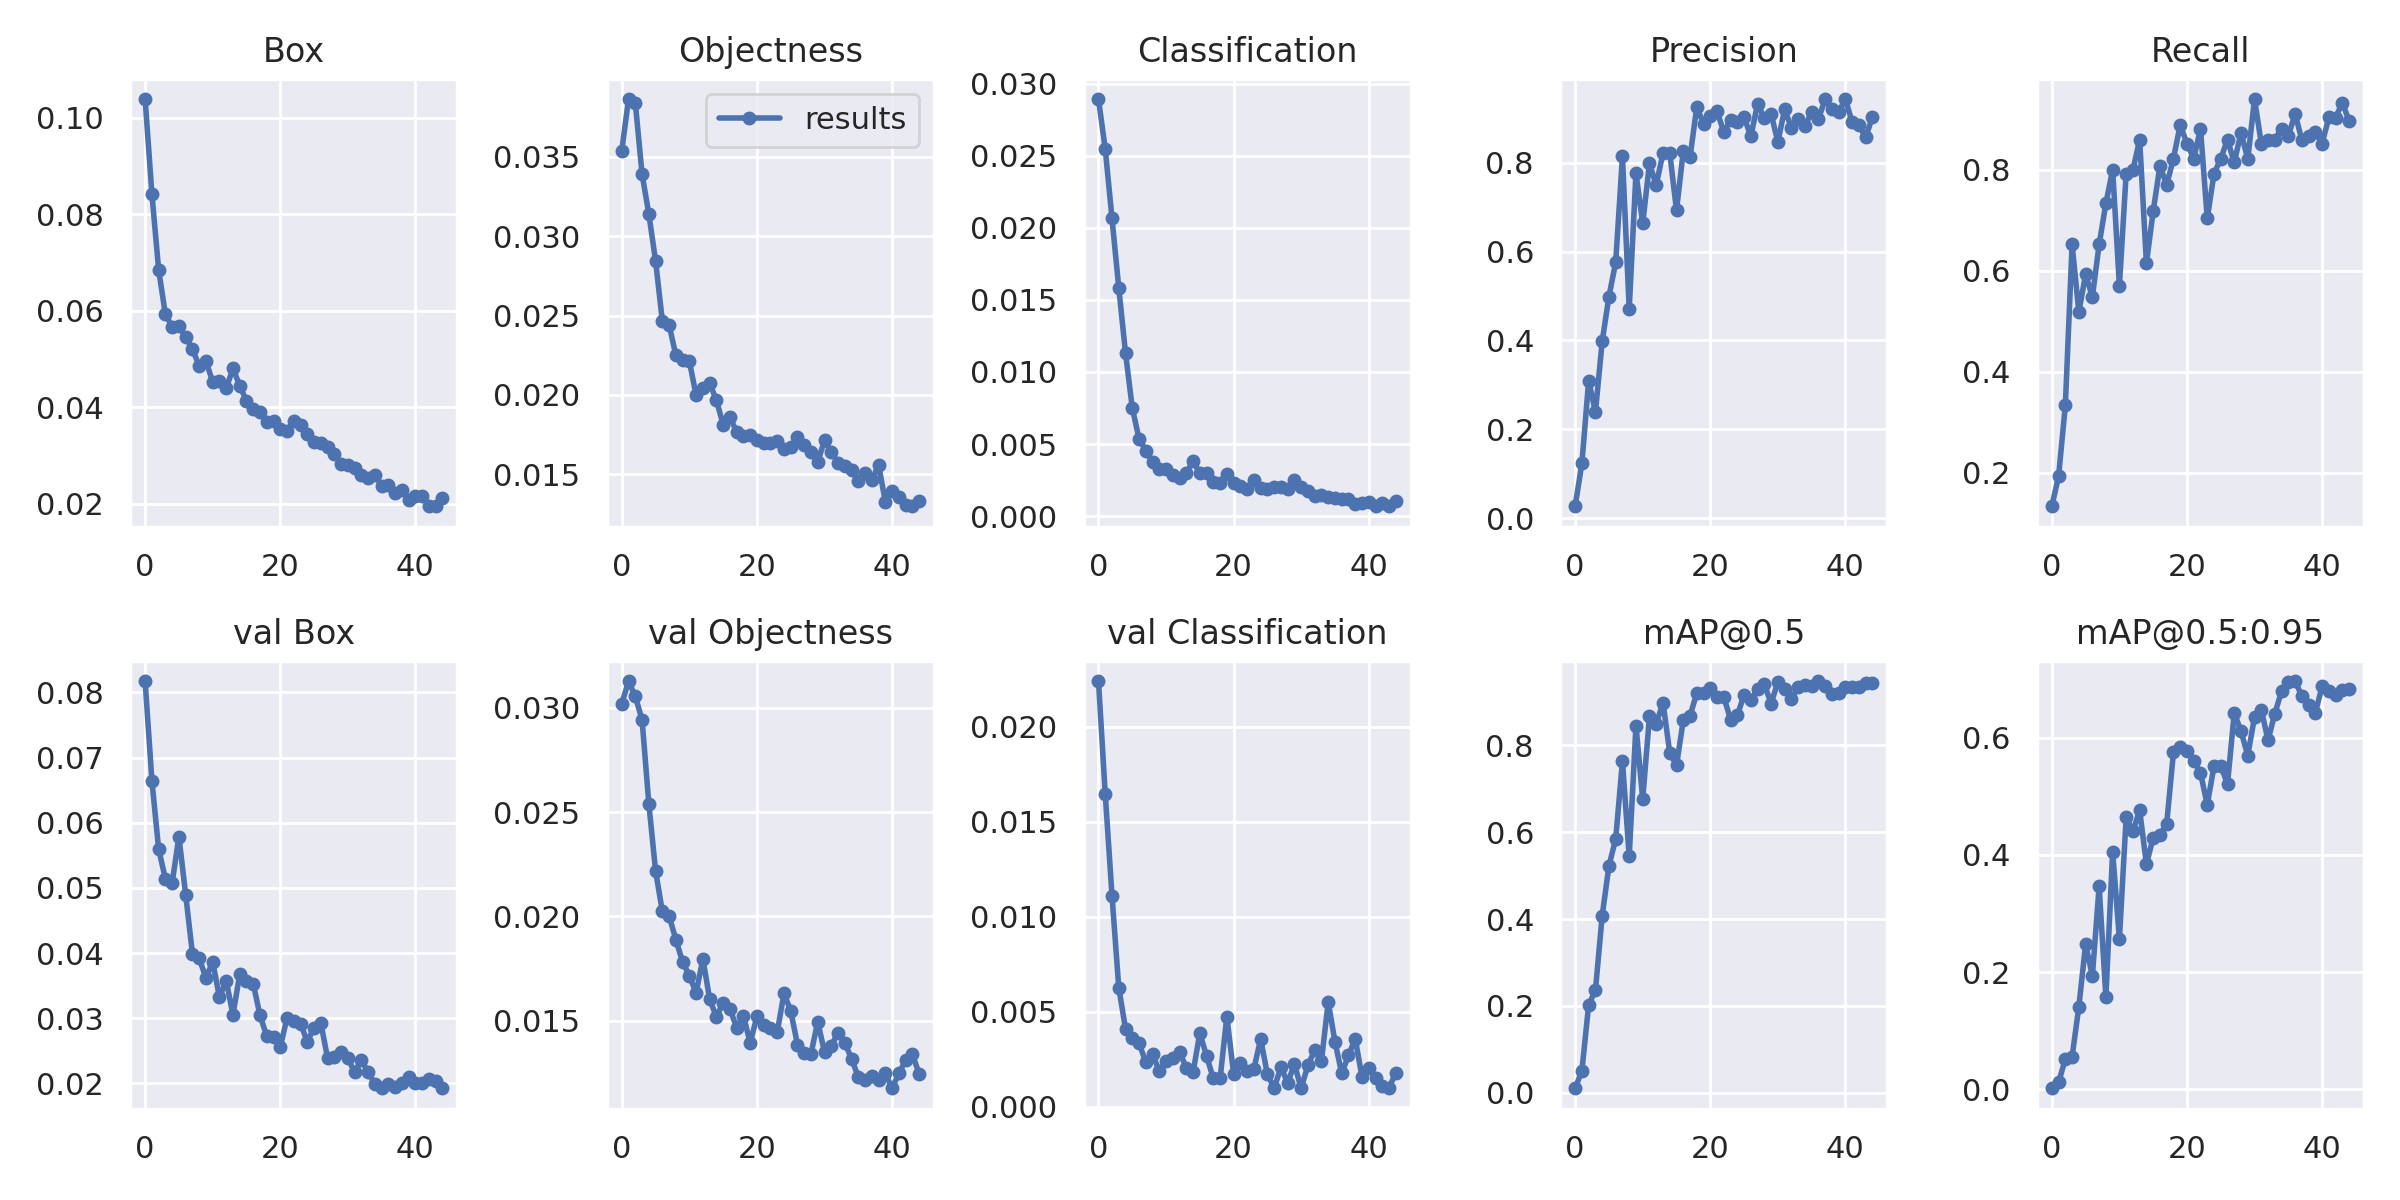 Box
Objectness
Classification
Precision
Recall
0.10
0.08
0.06
0.04
0.02
0 20 40
results
0.035
0.030
0.025
0.020
0.015
0 20 40
0.030
0.025
0.020
0.015
0.010
0.005
0.000
0 20 40
0.8
0.6
0.4
0.2
0.0
0 20 40
0.8
0.6
0.4
0.2
0 20 40
val Box
val Objectness
val Classification
mAP@0.5
mAP@0.5:0.95
0.08
0.07
0.06
0.05
0.04
0.03
0.02
0 20 40
0.030
0.025
0.020
0.015
0 20 40
0.020
0.015
0.010
0.005
0.000
0 20 40
0.8
0.6
0.4
0.2
0.0
0 20 40
0.6
0.4
0.2
0.0
0 20 40